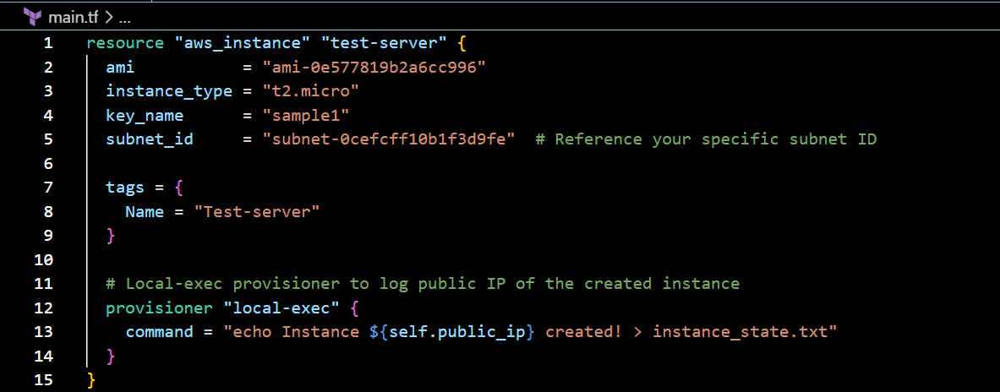 main.tf > ...
1 resource "aws_instance" "test-server" {
2   ami           = "ami-0e577819b2a6cc996"
3   instance_type = "t2.micro"
4   key_name      = "sample1"
5   subnet_id     = "subnet-0cefcff10b1f3d9fe"  # Reference your specific subnet ID
6
7   tags = {
8     Name = "Test-server"
9   }
10
11   # Local-exec provisioner to log public IP of the created instance
12   provisioner "local-exec" {
13     command = "echo Instance ${self.public_ip} created! > instance_state.txt"
14   }
15 }